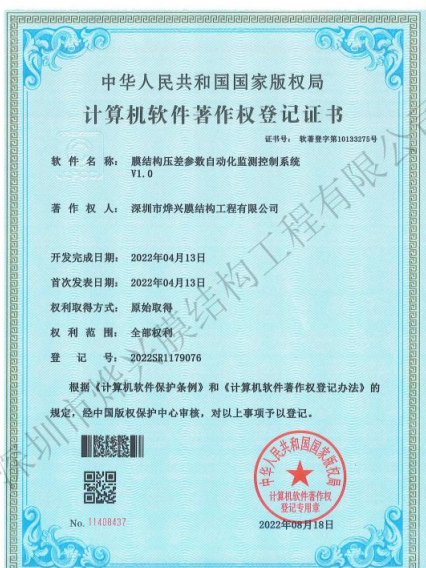 中华人民共和国国家版权局
计算机软件著作权登记证书
证书号： 软著登字第10133275号
软件名称： 膜结构压差参数自动化监测控制系统
V1.0
著作权人： 深圳市烨兴膜结构工程有限公司
开发完成日期： 2022年04月13日
首次发表日期： 2022年04月13日
权利取得方式： 原始取得
权利范围： 全部权利
登记号： 2022SR1179076
根据《计算机软件保护条例》和《计算机软件著作权登记办法》的
规定，经中国版权保护中心审核，对以上事项予以登记。
中华人民共和国国家版权局
计算机软件著作权
登记专用章
No. 11408437
2022年08月18日
深圳市烨兴膜结构工程有限公司